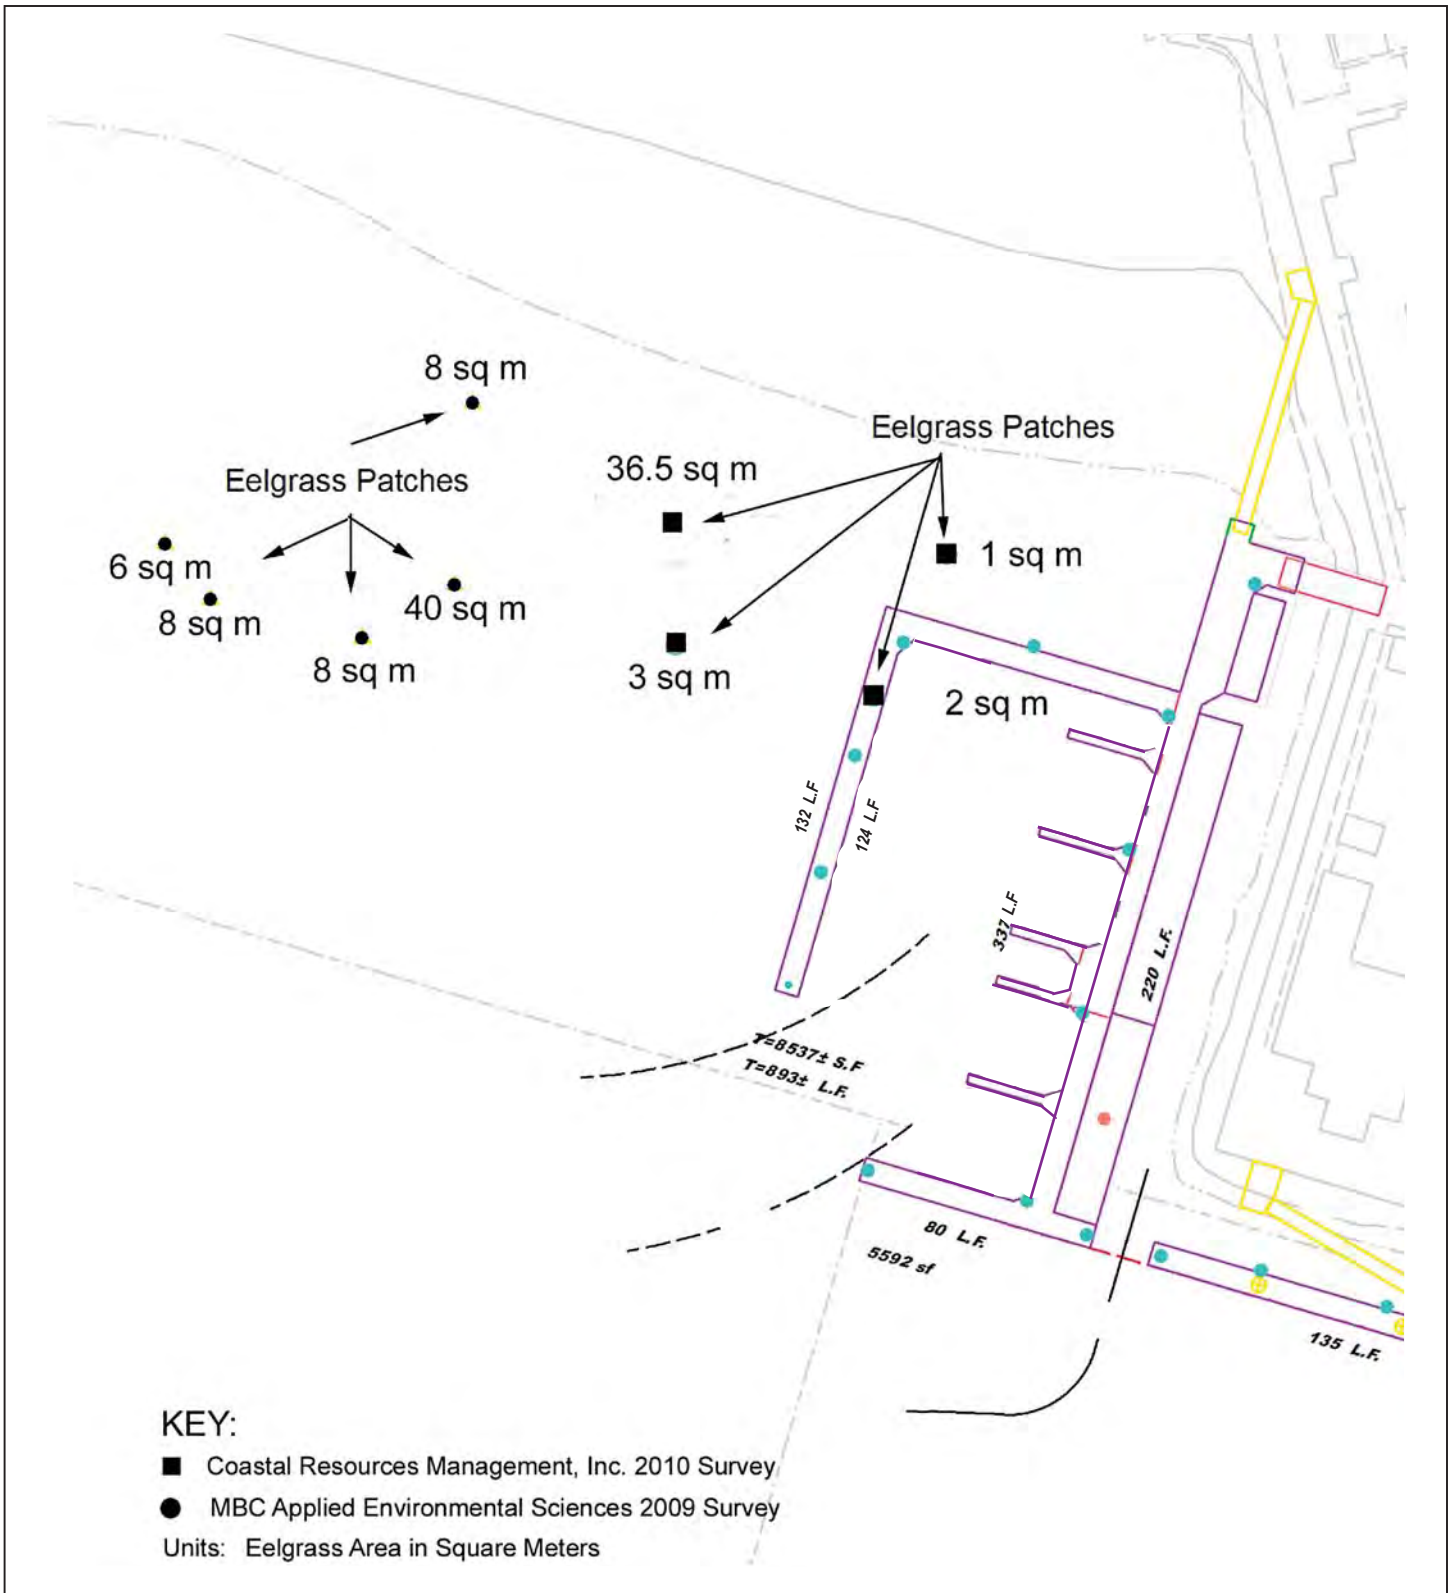 8 sq m
Eelgrass Patches
Eelgrass Patches
36.5 sq m
1 sq m
6 sq m
8 sq m
40 sq m
8 sq m
3 sq m
2 sq m
132 L.F
124 L.F
337 L.F
220 L.F.
T=8537± S.F
T=893± L.F.
80 L.F.
5592 sf
135 L.F.
KEY:
Coastal Resources Management, Inc. 2010 Survey
MBC Applied Environmental Sciences 2009 Survey
Units: Eelgrass Area in Square Meters